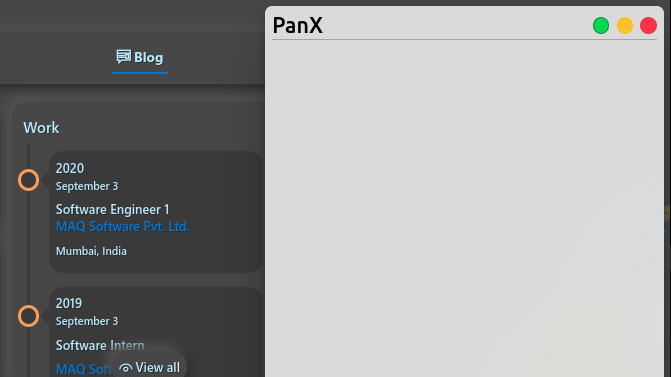 PanX
Blog
Work
2020
September 3
Software Engineer 1
MAQ Software Pvt. Ltd.
Mumbai, India
2019
September 3
Software Intern
MAQ Soft
View all